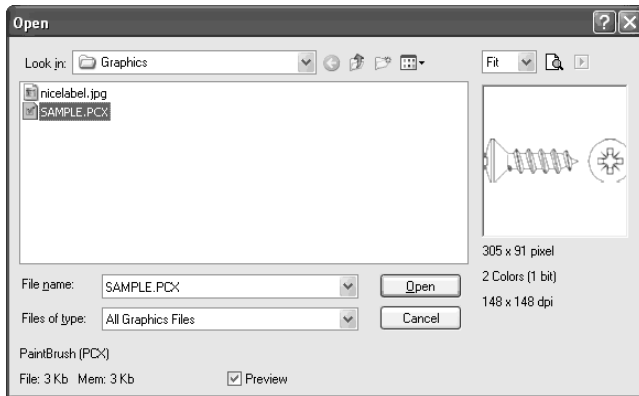 Open
Look in: Graphics
Fit
nicelabel.jpg
SAMPLE.PCX
305 x 91 pixel
2 Colors (1 bit)
148 x 148 dpi
File name: SAMPLE.PCX Open
Files of type: All Graphics Files Cancel
PaintBrush (PCX)
File: 3 Kb Mem: 3 Kb Preview